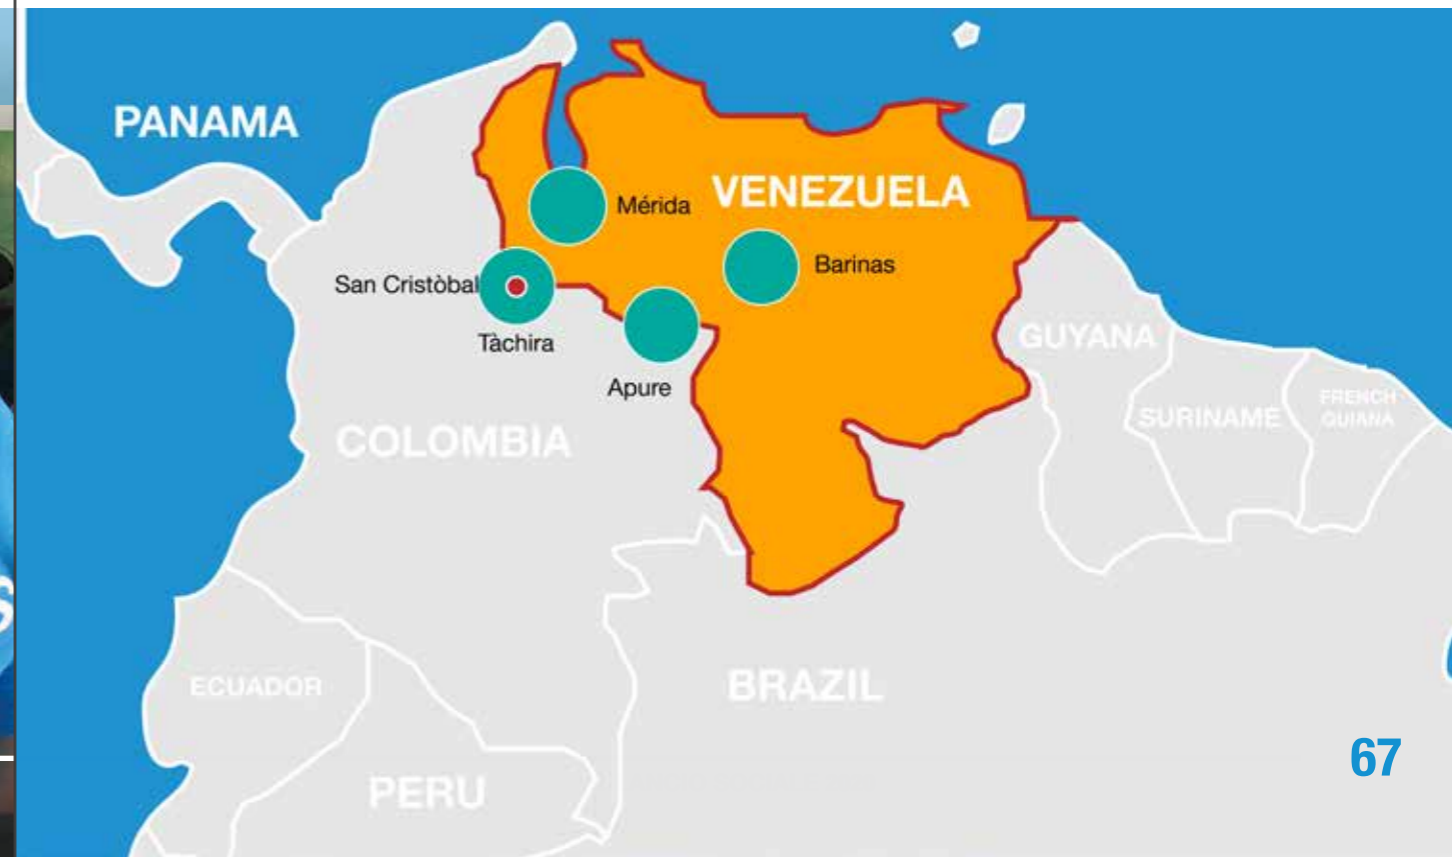 PANAMA
VENEZUELA
Mérida
Barinas
San Cristòbal
Tàchira
Apure
GUYANA
SURINAME
FRENCH
GUIANA
COLOMBIA
ECUADOR
BRAZIL
PERU
67